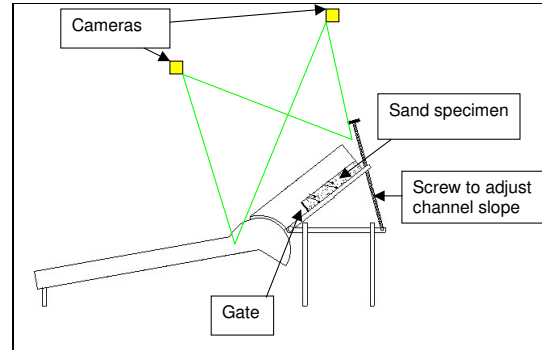 Cameras
Sand specimen
Screw to adjust
channel slope
Gate